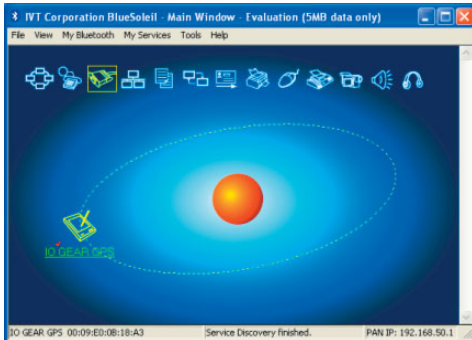 IVT Corporation BlueSoleil - Main Window - Evaluation (5MB data only)
File View My Bluetooth My Services Tools Help
IO GEAR GPS
IO GEAR GPS 00:09:E0:0B:18:A3 Service Discovery finished. PAN IP: 192.168.50.1